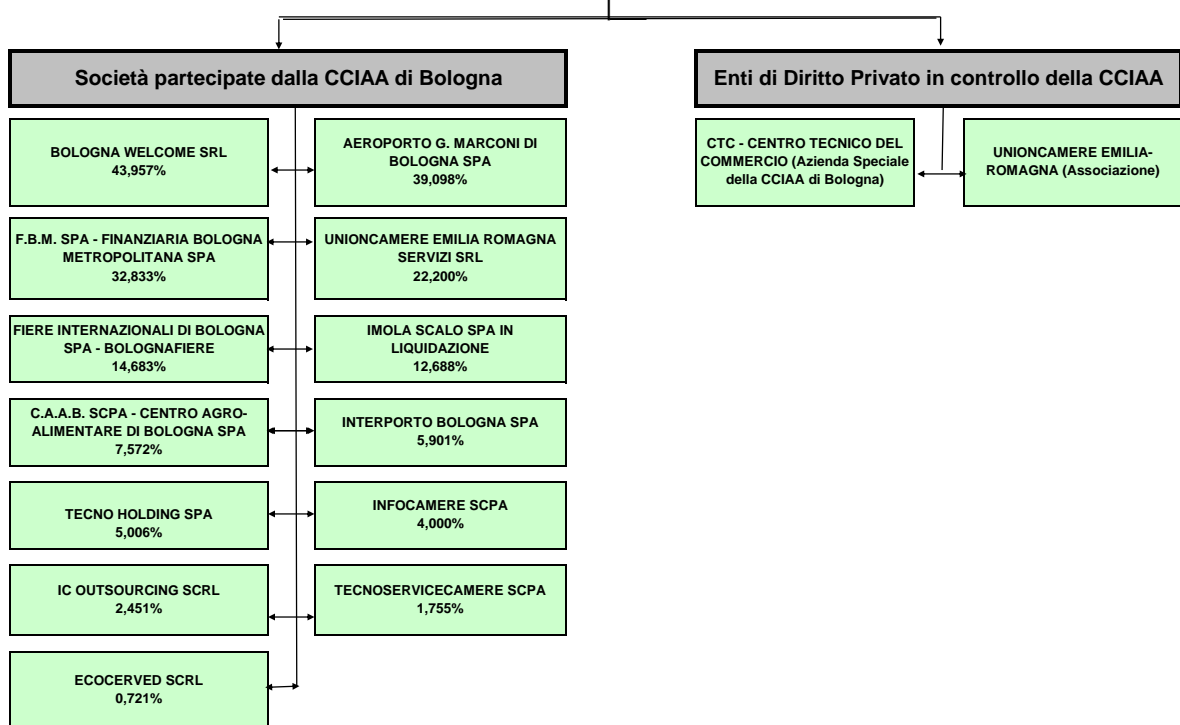 Società partecipate dalla CCIAA di Bologna
Enti di Diritto Privato in controllo della CCIAA
BOLOGNA WELCOME SRL
43,957%
AEROPORTO G. MARCONI DI
BOLOGNA SPA
39,098%
CTC - CENTRO TECNICO DEL
COMMERCIO (Azienda Speciale
della CCIAA di Bologna)
UNIONCAMERE EMILIA-
ROMAGNA (Associazione)
F.B.M. SPA - FINANZIARIA BOLOGNA
METROPOLITANA SPA
32,833%
UNIONCAMERE EMILIA ROMAGNA
SERVIZI SRL
22,200%
FIERE INTERNAZIONALI DI BOLOGNA
SPA - BOLOGNAFIERE
14,683%
IMOLA SCALO SPA IN
LIQUIDAZIONE
12,688%
C.A.A.B. SCPA - CENTRO AGRO-
ALIMENTARE DI BOLOGNA SPA
7,572%
INTERPORTO BOLOGNA SPA
5,901%
TECNO HOLDING SPA
5,006%
INFOCAMERE SCPA
4,000%
IC OUTSOURCING SCRL
2,451%
TECNOSERVICECAMERE SCPA
1,755%
ECOCERVED SCRL
0,721%